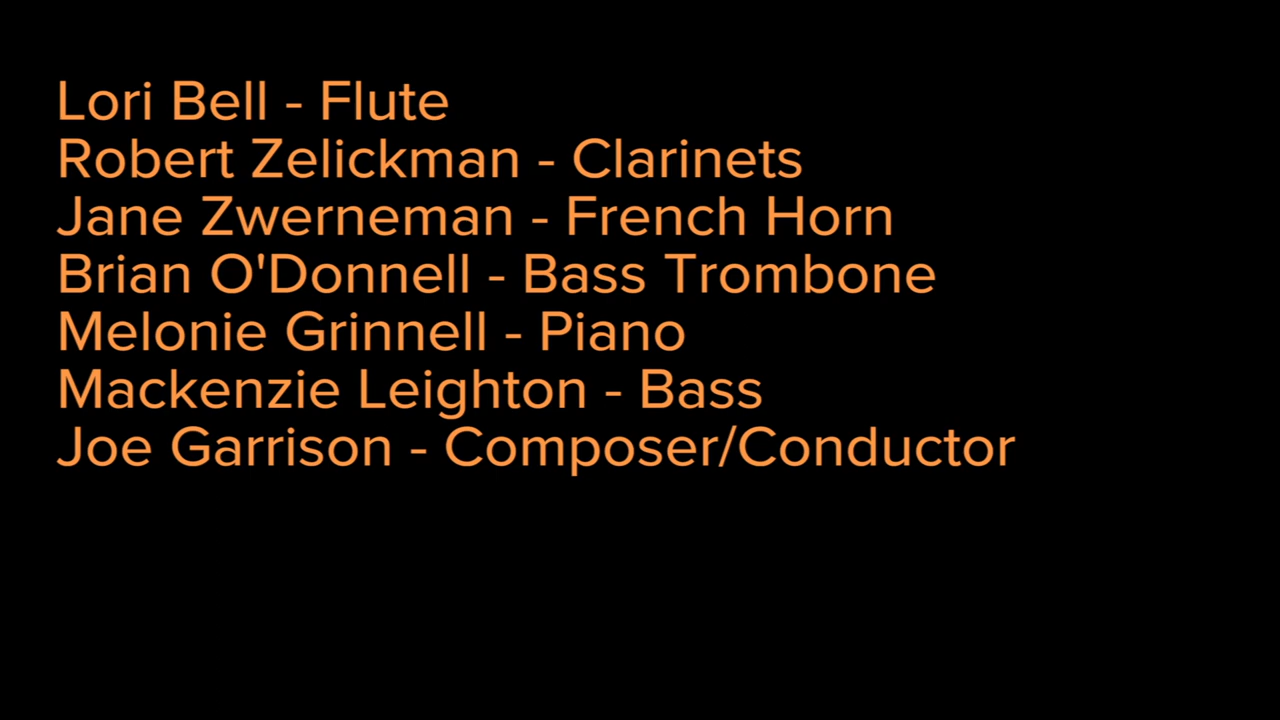 Lori Bell - Flute
Robert Zelickman - Clarinets
Jane Zwerneman - French Horn
Brian O'Donnell - Bass Trombone
Melonie Grinnell - Piano
Mackenzie Leighton - Bass
Joe Garrison - Composer/Conductor